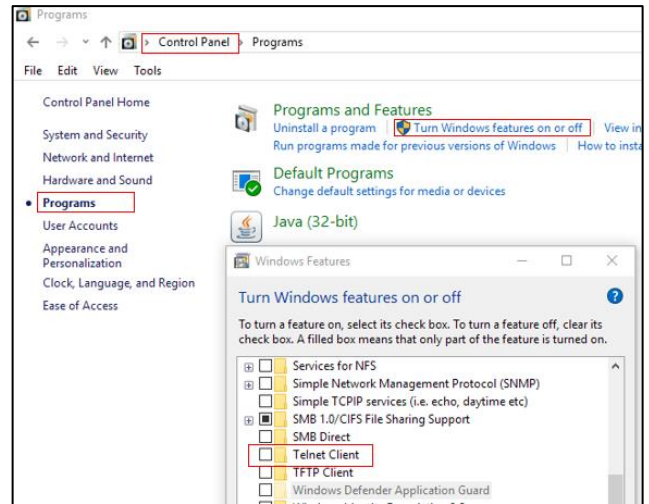 Programs
Control Panel > Programs
File Edit View Tools
Control Panel Home
System and Security
Network and Internet
Hardware and Sound
Programs
User Accounts
Appearance and
Personalization
Clock, Language, and Region
Ease of Access
Programs and Features
Uninstall a program Turn Windows features on or off View in
Run programs made for previous versions of Windows How to insta
Default Programs
Change default settings for media or devices
Java (32-bit)
Windows Features
Turn Windows features on or off
To turn a feature on, select its check box. To turn a feature off, clear its
check box. A filled box means that only part of the feature is turned on.
Services for NFS
Simple Network Management Protocol (SNMP)
Simple TCPIP services (i.e. echo, daytime etc)
SMB 1.0/CIFS File Sharing Support
SMB Direct
Telnet Client
TFTP Client
Windows Defender Application Guard